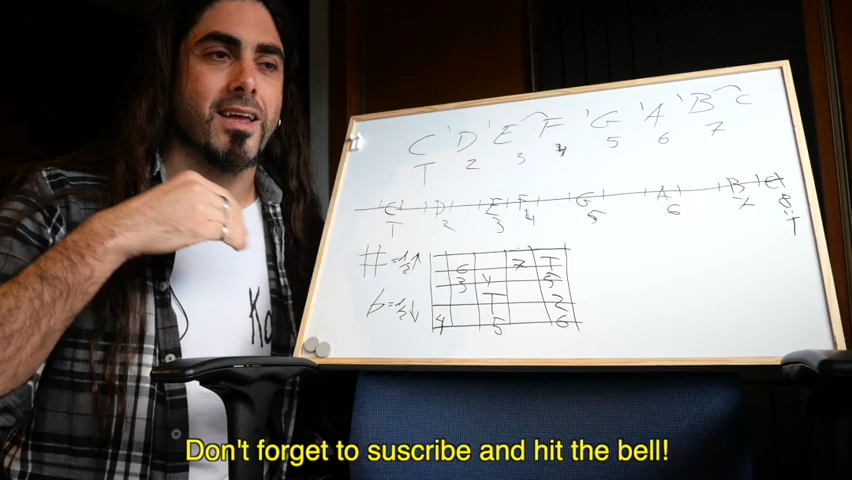 C D E F G A B C
T 2 3 4 5 6 7
C D E F G A B C
T 2 3 4 5 6 7 8=T
# = ½ ↑
6 7 T
3 4 5
b = ½ ↓
T 2
4 5 6
Ko
Don't forget to suscribe and hit the bell!